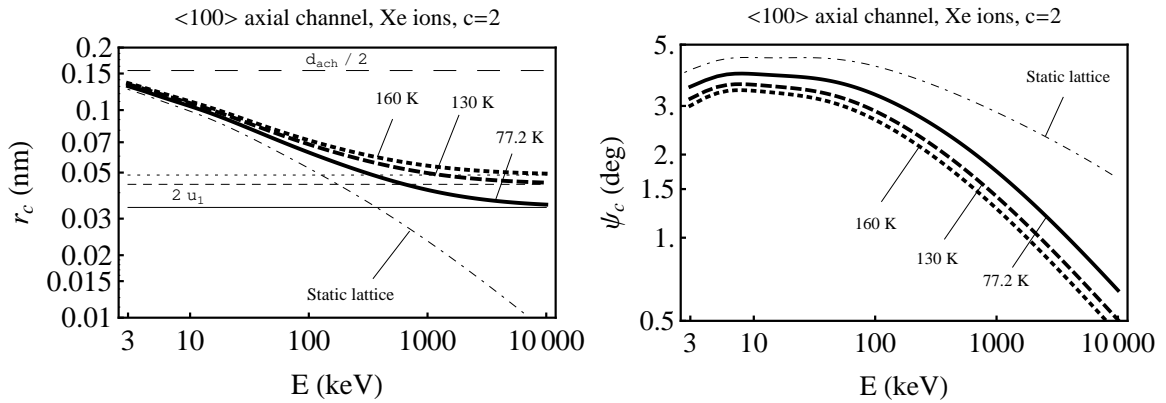 <100> axial channel, Xe ions, c=2
0.2
0.15
0.1
0.07
0.05
0.03
0.02
0.015
0.01
r_c (nm)
d_ach / 2
160 K
130 K
77.2 K
2 u_1
Static lattice
3
10
100
1000
10 000
E (keV)
<100> axial channel, Xe ions, c=2
5.
3.
2.
1.5
1.
0.5
ψ_c (deg)
Static lattice
160 K
130 K
77.2 K
3
10
100
1000
10 000
E (keV)